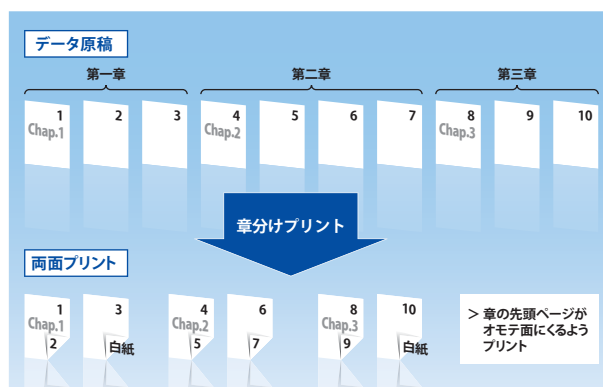 データ原稿
第一章 第二章 第三章
1 2 3 4 5 6 7 8 9 10
Chap.1 Chap.2 Chap.3
章分けプリント
両面プリント
1 3 4 6 8 10
Chap.1 Chap.2 Chap.3
2 白紙 5 7 9 白紙
> 章の先頭ページが
オモテ面にくるよう
プリント